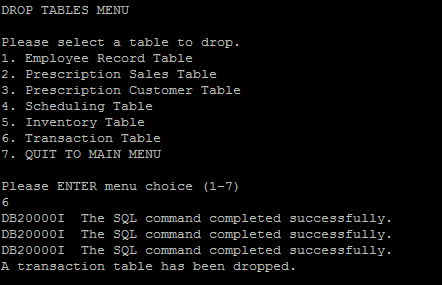 DROP TABLES MENU
Please select a table to drop.
1. Employee Record Table
2. Prescription Sales Table
3. Prescription Customer Table
4. Scheduling Table
5. Inventory Table
6. Transaction Table
7. QUIT TO MAIN MENU
Please ENTER menu choice (1-7)
6
DB20000I  The SQL command completed successfully.
DB20000I  The SQL command completed successfully.
DB20000I  The SQL command completed successfully.
A transaction table has been dropped.